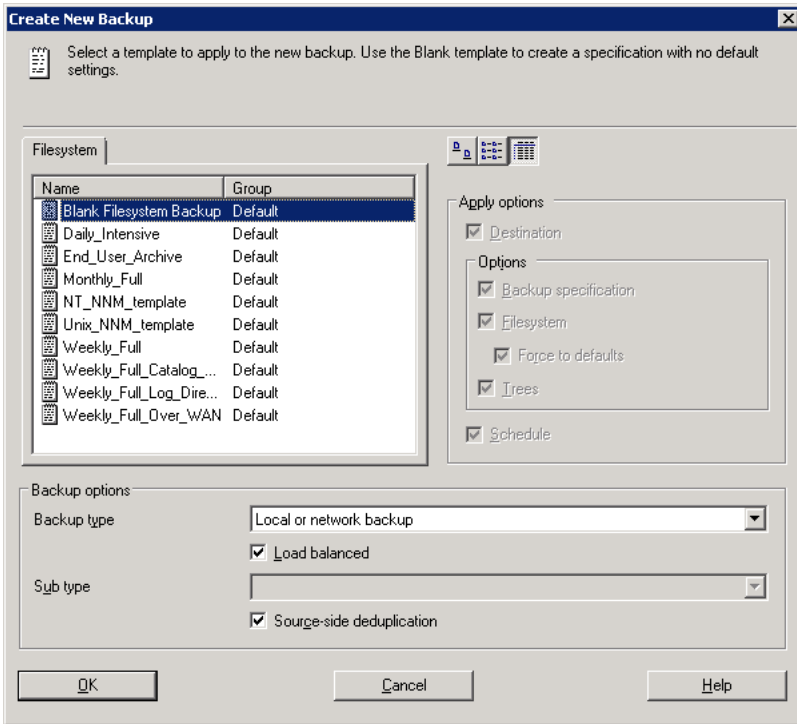 Create New Backup
Select a template to apply to the new backup. Use the Blank template to create a specification with no default
settings.
Filesystem
Name Group
Blank Filesystem Backup Default
Daily_Intensive Default
End_User_Archive Default
Monthly_Full Default
NT_NNM_template Default
Unix_NNM_template Default
Weekly_Full Default
Weekly_Full_Catalog_... Default
Weekly_Full_Log_Dire... Default
Weekly_Full_Over_WAN Default
Apply options
Destination
Options
Backup specification
Filesystem
Force to defaults
Trees
Schedule
Backup options
Backup type Local or network backup
Load balanced
Sub type
Source-side deduplication
OK Cancel Help